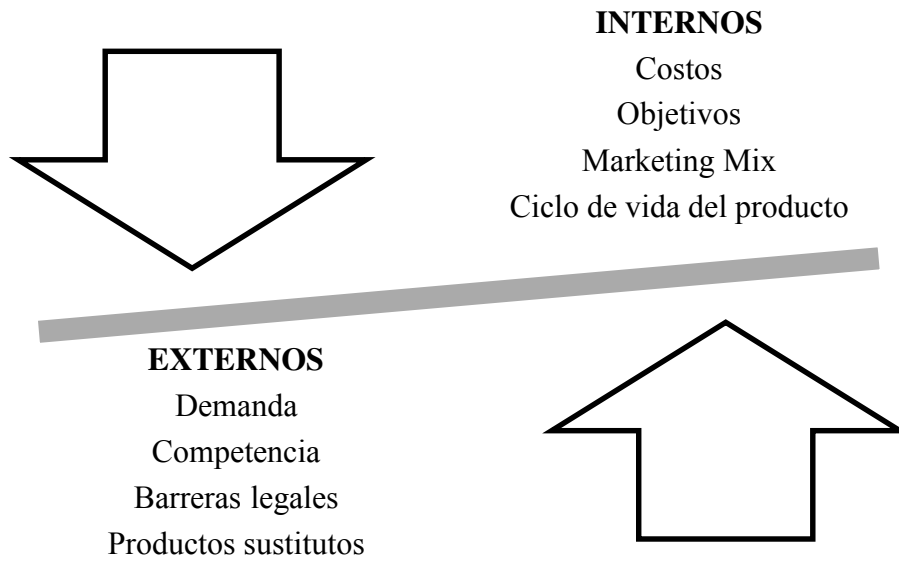 INTERNOS
Costos
Objetivos
Marketing Mix
Ciclo de vida del producto
EXTERNOS
Demanda
Competencia
Barreras legales
Productos sustitutos